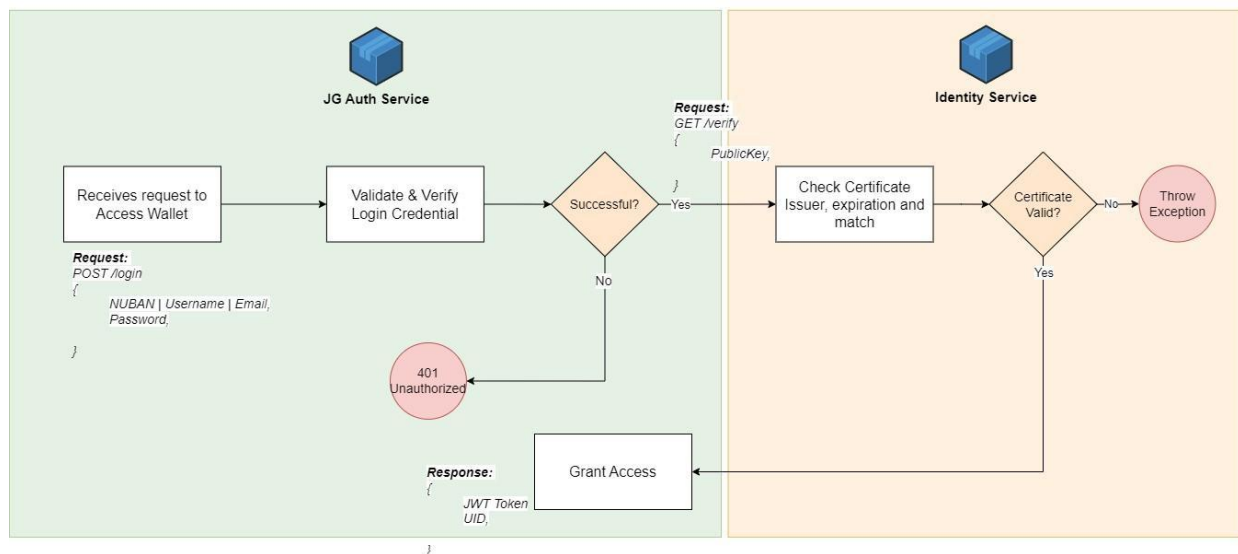 JG Auth Service
Identity Service
Receives request to
Access Wallet
Request:
POST /login
{
NUBAN | Username | Email,
Password,
}
Validate & Verify
Login Credential
Successful?
Yes
No
401
Unauthorized
Request:
GET /verify
{
PublicKey,
}
Check Certificate
Issuer, expiration and
match
Certificate
Valid?
No
Throw
Exception
Yes
Grant Access
Response:
{
JWT Token
UID,
}